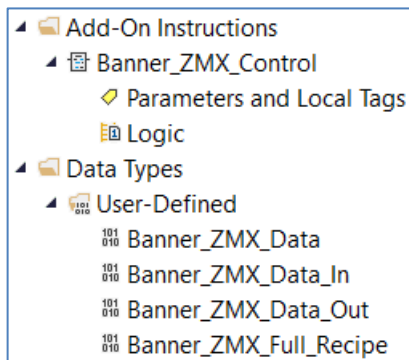 Add-On Instructions
Banner_ZMX_Control
Parameters and Local Tags
Logic
Data Types
User-Defined
Banner_ZMX_Data
Banner_ZMX_Data_In
Banner_ZMX_Data_Out
Banner_ZMX_Full_Recipe